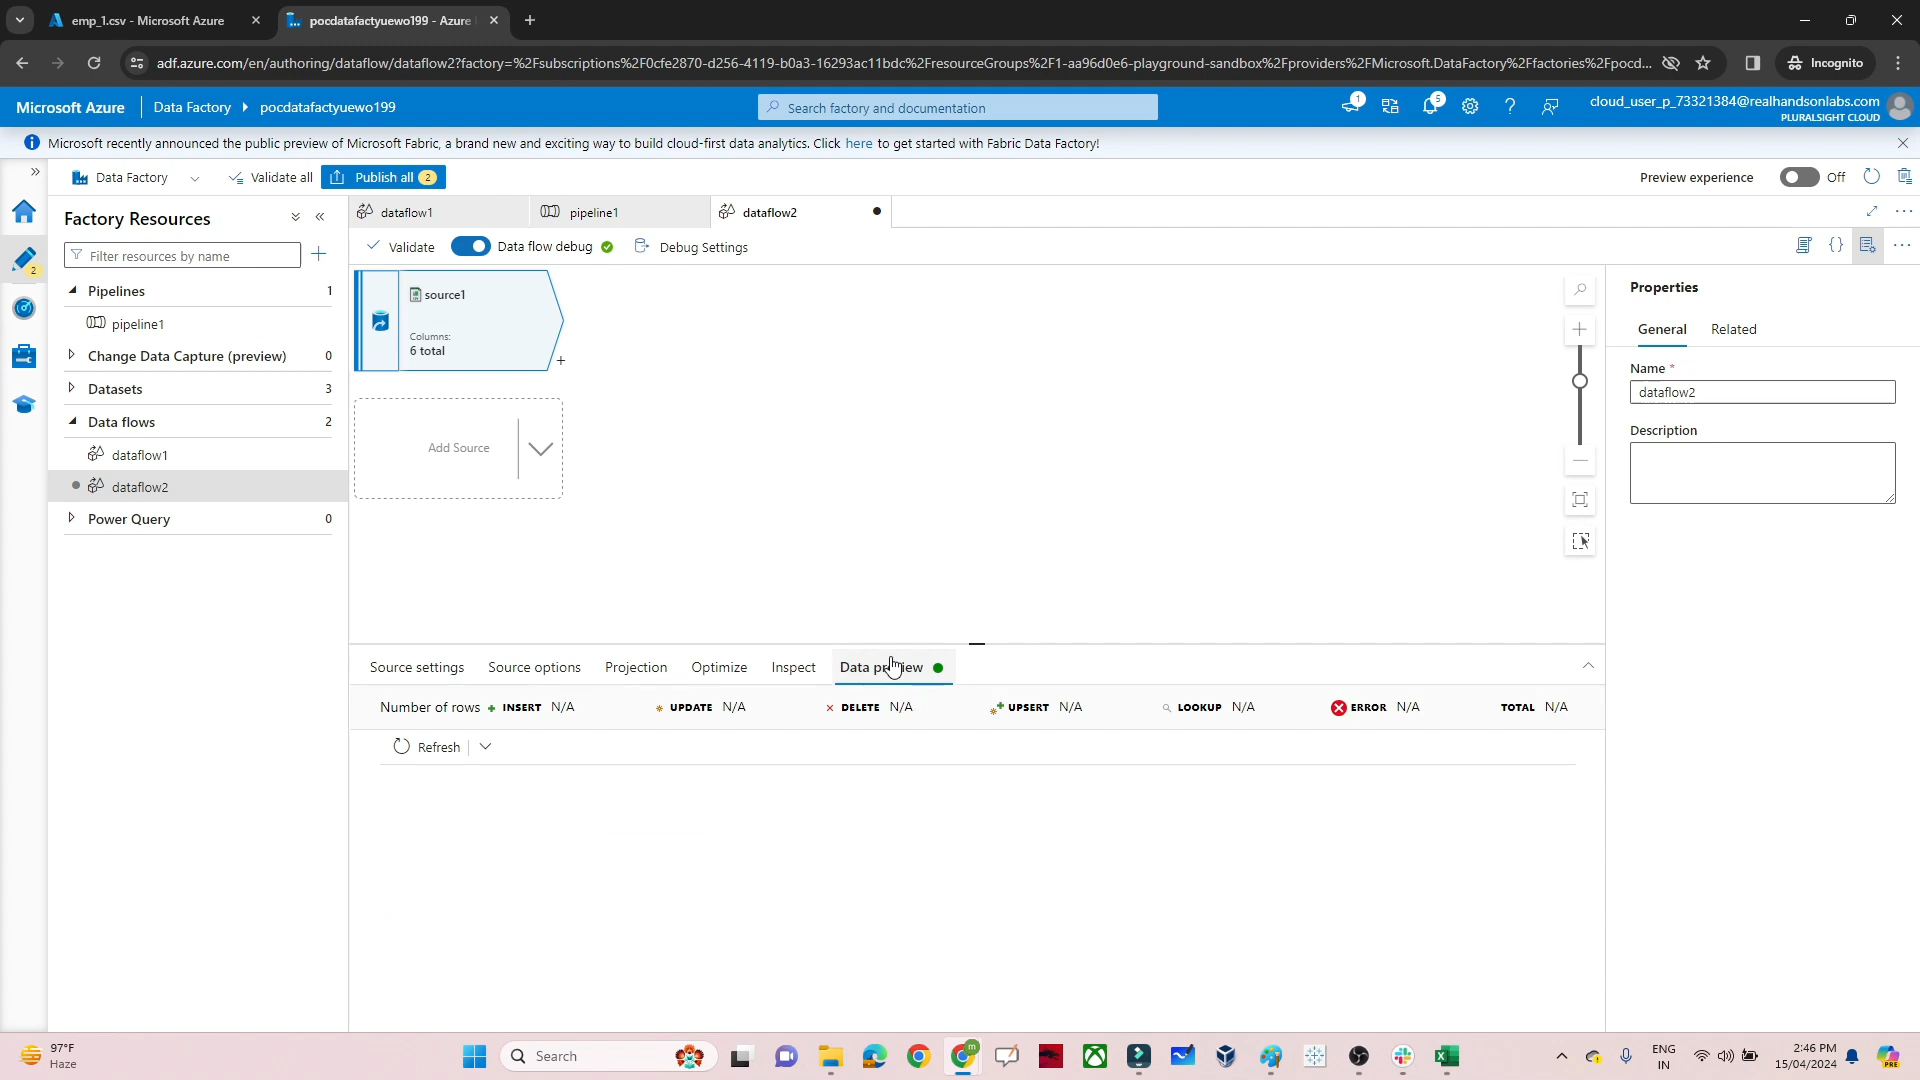 emp_1.csv - Microsoft Azure
pocdatafactyuewo199 - Azure
adf.azure.com/en/authoring/dataflow/dataflow2?factory=%2Fsubscriptions%2F0cfe2870-d256-4119-b0a3-16293ac11bdc%2FresourceGroups%2F1-aa96d0e6-playground-sandbox%2Fproviders%2FMicrosoft.DataFactory%2Ffactories%2Fpocd...
Incognito
Microsoft Azure
Data Factory
pocdatafactyuewo199
Search factory and documentation
1
5
cloud_user_p_73321384@realhandsonlabs.com
PLURALSIGHT CLOUD
Microsoft recently announced the public preview of Microsoft Fabric, a brand new and exciting way to build cloud-first data analytics. Click here to get started with Fabric Data Factory!
Data Factory
Validate all
Publish all 2
Preview experience
Off
Factory Resources
Filter resources by name
2
Pipelines 1
pipeline1
Change Data Capture (preview) 0
Datasets 3
Data flows 2
dataflow1
dataflow2
Power Query 0
dataflow1
pipeline1
dataflow2
Validate
Data flow debug
Debug Settings
source1
Columns:
6 total
Add Source
Properties
General
Related
Name *
dataflow2
Description
Source settings
Source options
Projection
Optimize
Inspect
Data preview
Number of rows
INSERT N/A
UPDATE N/A
DELETE N/A
UPSERT N/A
LOOKUP N/A
ERROR N/A
TOTAL N/A
Refresh
97°F
Haze
Search
m
ENG
IN
2:46 PM
15/04/2024
PRE